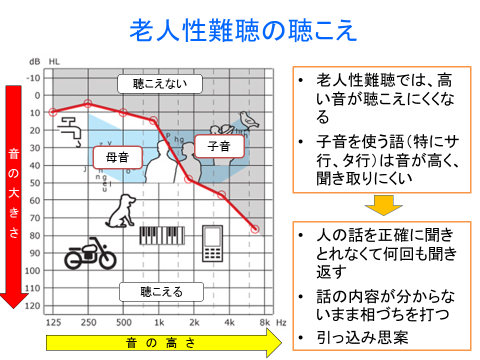 老人性難聴の聴こえ
dB HL
-10
0
10
20
30
40
50
60
70
80
90
100
110
120
聴こえない
母音
子音
聴こえる
125 250 500 1k 2k 4k 8k Hz
音の大きさ
音の高さ
• 老人性難聴では、高
い音が聴こえにくくな
る
• 子音を使う語（特にサ
行、タ行）は音が高く、
聞き取りにくい
• 人の話を正確に聞き
とれなくて何回も聞き
返す
• 話の内容が分からな
いまま相づちを打つ
• 引っ込み思案